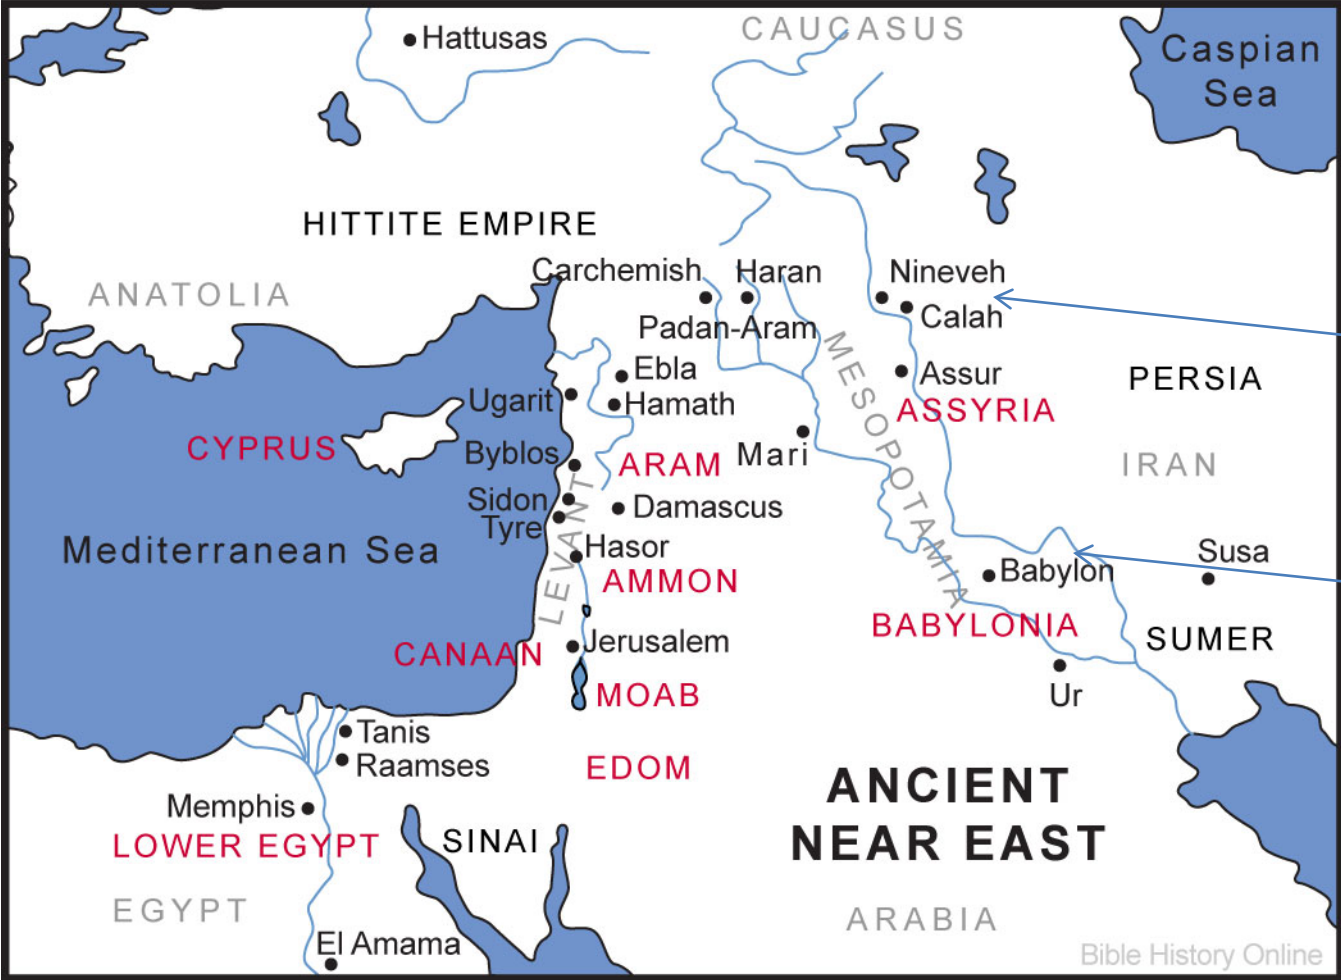 CAUCASUS
Hattusas
Caspian
Sea
HITTITE EMPIRE
Carchemish
Haran
Nineveh
ANATOLIA
Calah
Padan-Aram
MESOPOTAMIA
Ebla
Assur
PERSIA
Ugarit
Hamath
ASSYRIA
CYPRUS
Byblos
ARAM
Mari
IRAN
Sidon
Damascus
Tyre
LEVANT
Mediterranean Sea
Hasor
Susa
AMMON
Babylon
BABYLONIA
SUMER
CANAAN
Jerusalem
MOAB
Ur
Tanis
Raamses
EDOM
ANCIENT
NEAR EAST
Memphis
LOWER EGYPT
SINAI
EGYPT
ARABIA
El Amama
Bible History Online